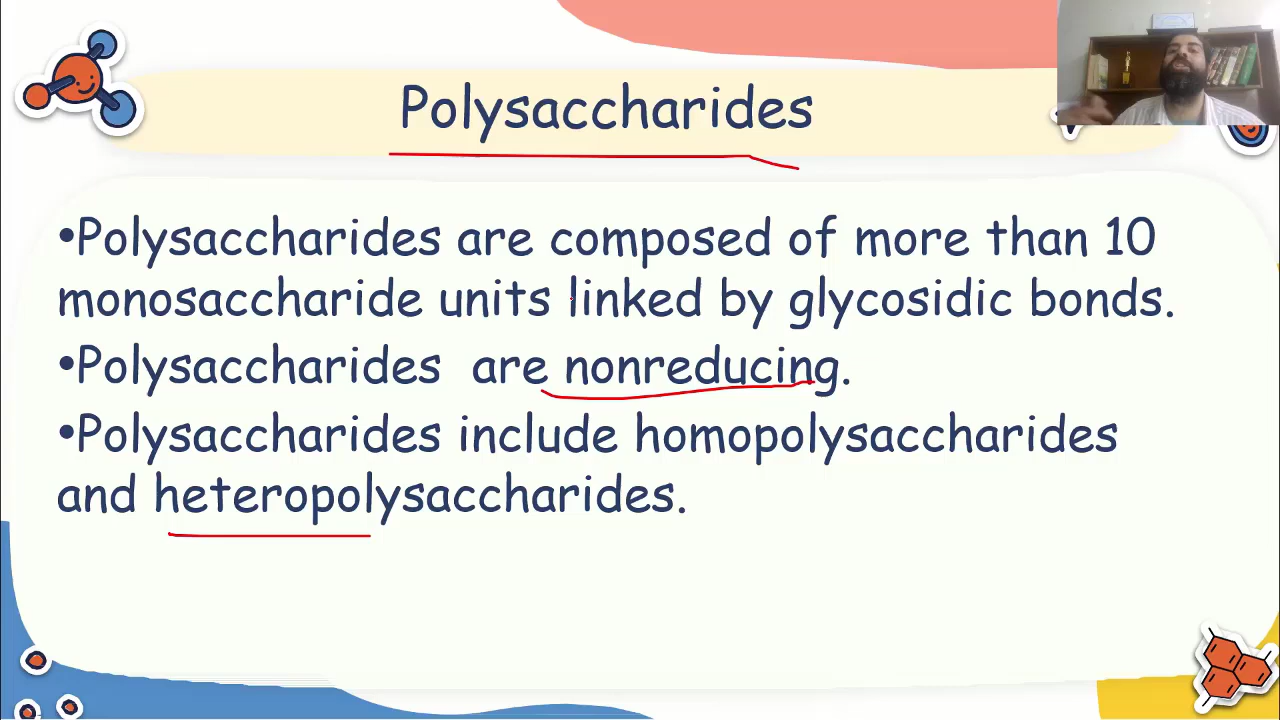 Polysaccharides
•Polysaccharides are composed of more than 10
monosaccharide units linked by glycosidic bonds.
•Polysaccharides are nonreducing.
•Polysaccharides include homopolysaccharides
and heteropolysaccharides.